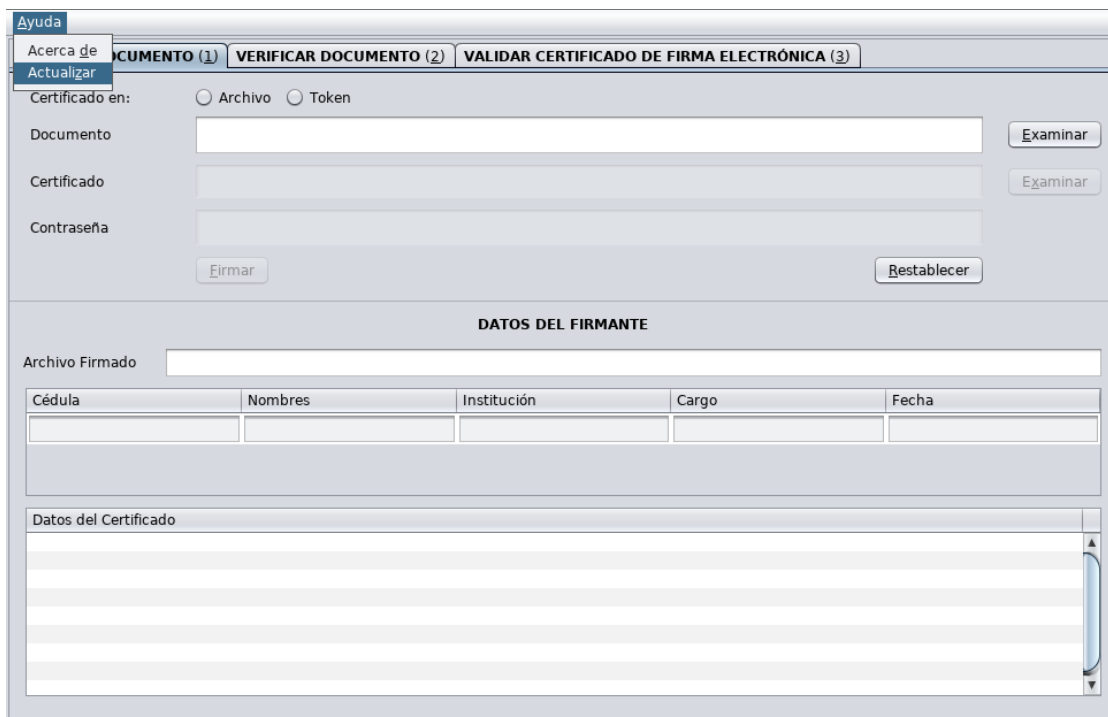 Ayuda
Acerca de
Actualizar
CUMENTO (1) VERIFICAR DOCUMENTO (2) VALIDAR CERTIFICADO DE FIRMA ELECTRÓNICA (3)
Certificado en: Archivo Token
Documento Examinar
Certificado Examinar
Contraseña
Firmar Restablecer
DATOS DEL FIRMANTE
Archivo Firmado
Cédula Nombres Institución Cargo Fecha
Datos del Certificado